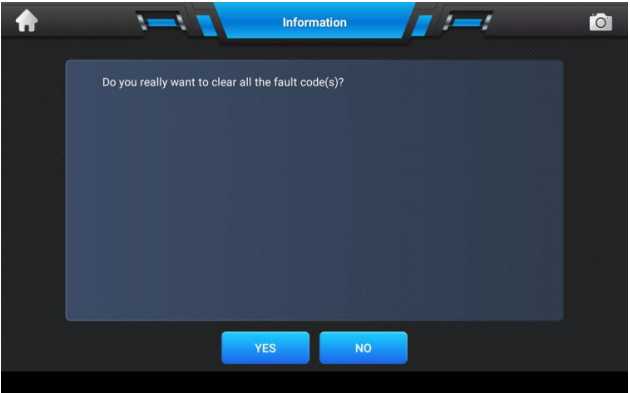 Information
Do you really want to clear all the fault code(s)?
YES
NO